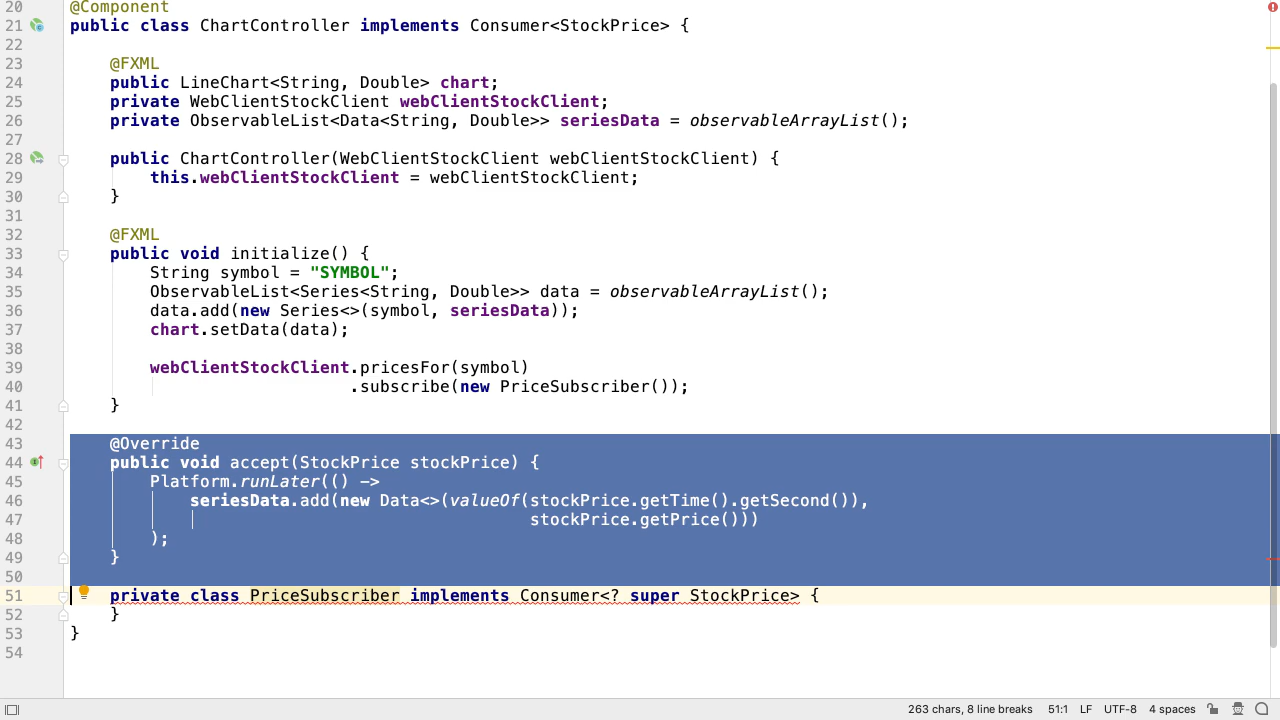 20 @Component
21 public class ChartController implements Consumer<StockPrice> {
22
23     @FXML
24     public LineChart<String, Double> chart;
25     private WebClientStockClient webClientStockClient;
26     private ObservableList<Data<String, Double>> seriesData = observableArrayList();
27
28     public ChartController(WebClientStockClient webClientStockClient) {
29         this.webClientStockClient = webClientStockClient;
30     }
31
32     @FXML
33     public void initialize() {
34         String symbol = "SYMBOL";
35         ObservableList<Series<String, Double>> data = observableArrayList();
36         data.add(new Series<>(symbol, seriesData));
37         chart.setData(data);
38
39         webClientStockClient.pricesFor(symbol)
40                             .subscribe(new PriceSubscriber());
41     }
42
43     @Override
44     public void accept(StockPrice stockPrice) {
45         Platform.runLater(() ->
46             seriesData.add(new Data<>(valueOf(stockPrice.getTime().getSecond()),
47                                               stockPrice.getPrice()))
48         );
49     }
50
51     private class PriceSubscriber implements Consumer<? super StockPrice> {
52     }
53 }
54
263 chars, 8 line breaks 51:1 LF UTF-8 4 spaces